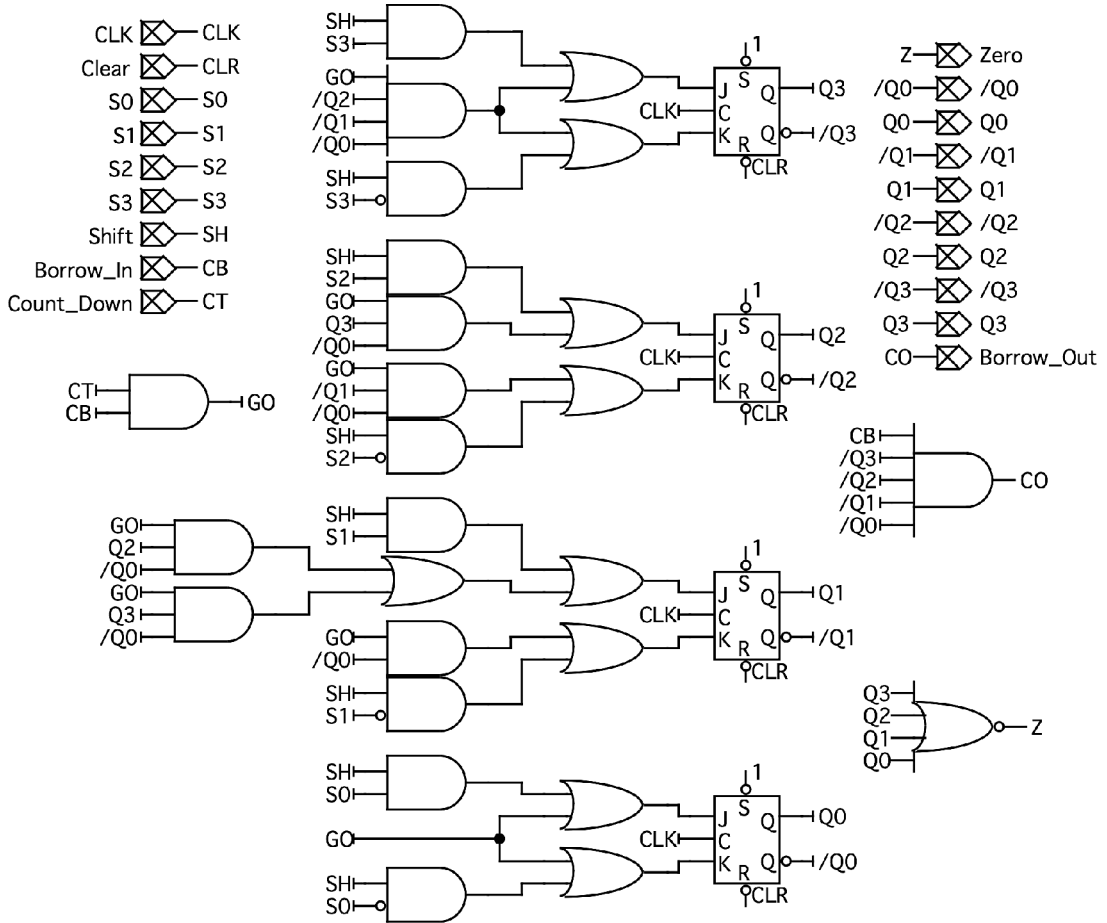 CLK CLK
Clear CLR
S0 S0
S1 S1
S2 S2
S3 S3
Shift SH
Borrow_In CB
Count_Down CT
CT
CB
GO
SH
S3
GO
/Q2
/Q1
/Q0
SH
S3
1
S
J Q Q3
CLK C
K Q /Q3
R
CLR
SH
S2
GO
Q3
/Q0
GO
/Q1
/Q0
SH
S2
1
S
J Q Q2
CLK C
K Q /Q2
R
CLR
GO
Q2
/Q0
GO
Q3
/Q0
SH
S1
GO
/Q0
SH
S1
1
S
J Q Q1
CLK C
K Q /Q1
R
CLR
SH
S0
GO
SH
S0
1
S
J Q Q0
CLK C
K Q /Q0
R
CLR
Z Zero
/Q0 /Q0
Q0 Q0
/Q1 /Q1
Q1 Q1
/Q2 /Q2
Q2 Q2
/Q3 /Q3
Q3 Q3
CO Borrow_Out
CB
/Q3
/Q2
/Q1
/Q0
CO
Q3
Q2
Q1
Q0
Z